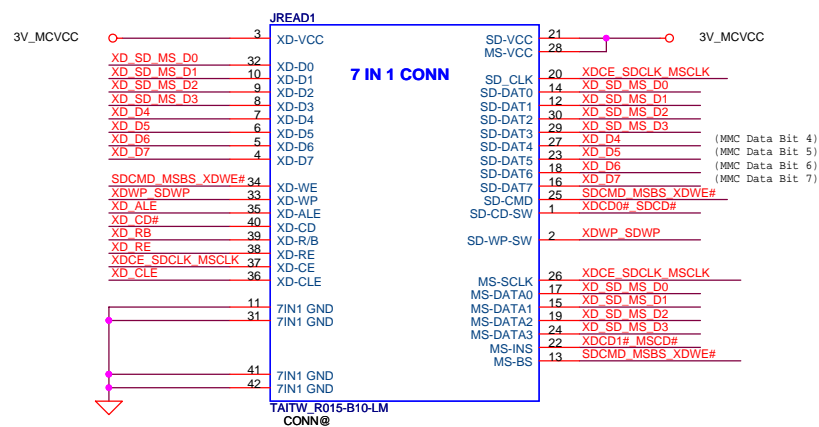 JREAD1
3V_MCVCC 3 XD-VCC SD-VCC 21 3V_MCVCC
MS-VCC 28
7 IN 1 CONN
XD_SD_MS_D0 32 XD-D0 SD_CLK 20 XDCE_SDCLK_MSCLK
XD_SD_MS_D1 10 XD-D1 SD-DAT0 14 XD_SD_MS_D0
XD_SD_MS_D2 9 XD-D2 SD-DAT1 12 XD_SD_MS_D1
XD_SD_MS_D3 8 XD-D3 SD-DAT2 30 XD_SD_MS_D2
XD_D4 7 XD-D4 SD-DAT3 29 XD_SD_MS_D3
XD_D5 6 XD-D5 SD-DAT4 27 XD_D4 (MMC Data Bit 4)
XD_D6 5 XD-D6 SD-DAT5 23 XD_D5 (MMC Data Bit 5)
XD_D7 4 XD-D7 SD-DAT6 18 XD_D6 (MMC Data Bit 6)
SD-DAT7 16 XD_D7 (MMC Data Bit 7)
SDCMD_MSBS_XDWE# 34 XD-WE SD-CMD 25 SDCMD_MSBS_XDWE#
XDWP_SDWP 33 XD-WP SD-CD-SW 1 XDCD0#_SDCD#
XD_ALE 35 XD-ALE
XD_CD# 40 XD-CD
XD_RB 39 XD-R/B SD-WP-SW 2 XDWP_SDWP
XD_RE 38 XD-RE
XDCE_SDCLK_MSCLK 37 XD-CE
XD_CLE 36 XD-CLE MS-SCLK 26 XDCE_SDCLK_MSCLK
MS-DATA0 17 XD_SD_MS_D0
11 7IN1 GND MS-DATA1 15 XD_SD_MS_D1
31 7IN1 GND MS-DATA2 19 XD_SD_MS_D2
MS-DATA3 24 XD_SD_MS_D3
MS-INS 22 XDCD1#_MSCD#
MS-BS 13 SDCMD_MSBS_XDWE#
41 7IN1 GND
42 7IN1 GND
TAITW_R015-B10-LM
CONN@